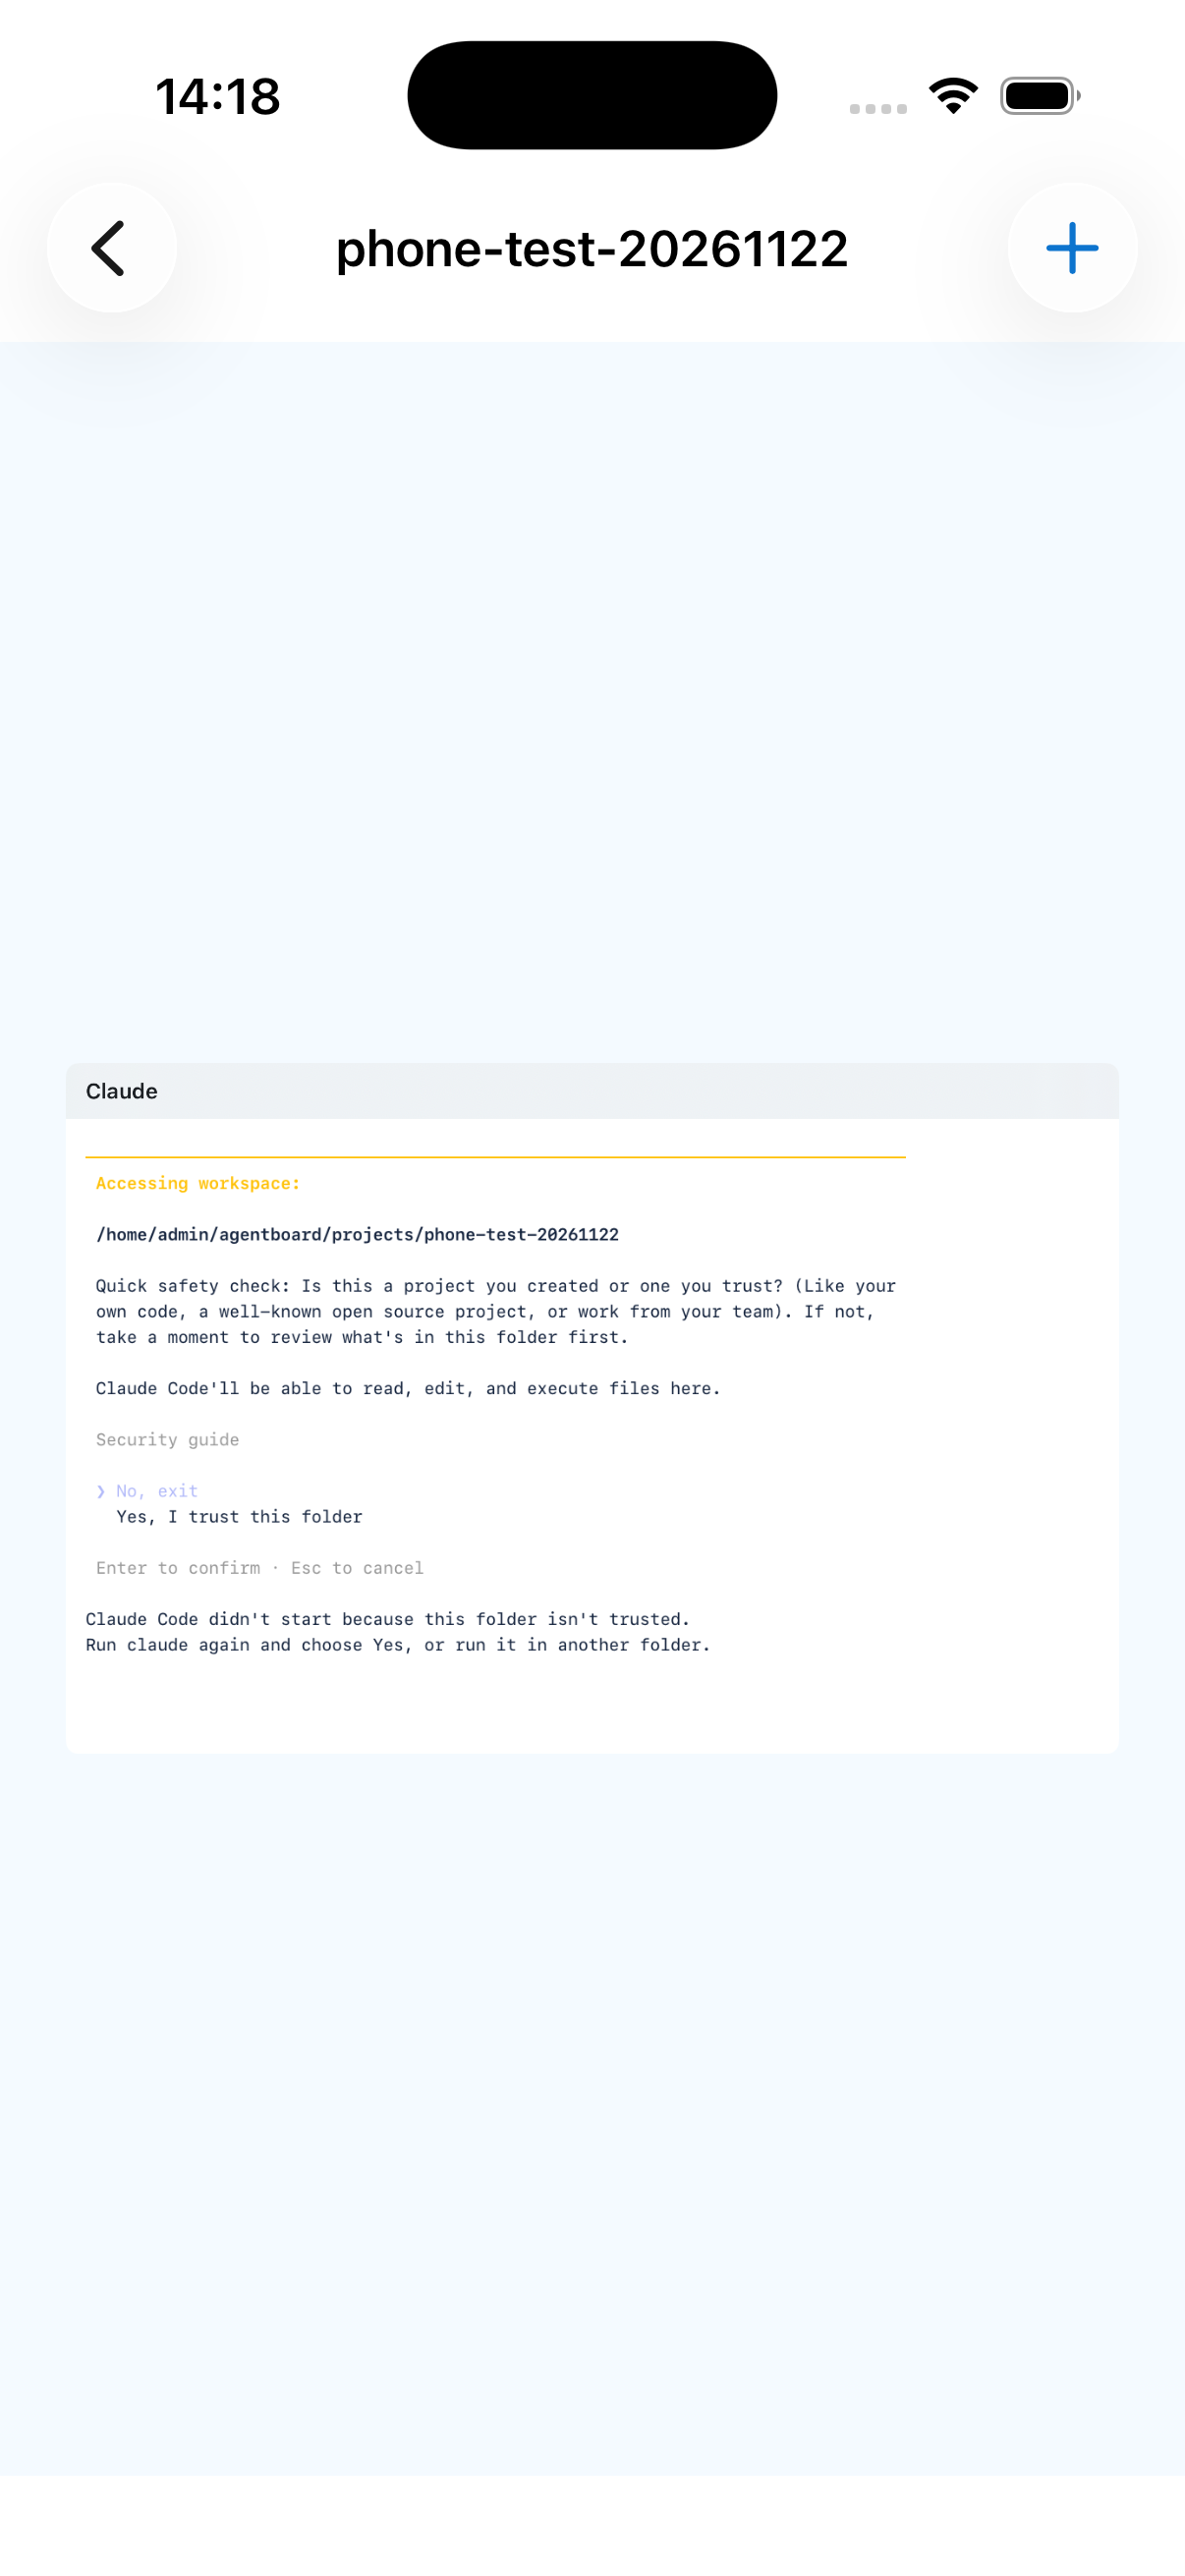 14:18
phone-test-20261122
Claude
Accessing workspace:
/home/admin/agentboard/projects/phone-test-20261122
Quick safety check: Is this a project you created or one you trust? (Like your
own code, a well-known open source project, or work from your team). If not,
take a moment to review what's in this folder first.
Claude Code'll be able to read, edit, and execute files here.
Security guide
❯ No, exit
Yes, I trust this folder
Enter to confirm · Esc to cancel
Claude Code didn't start because this folder isn't trusted.
Run claude again and choose Yes, or run it in another folder.